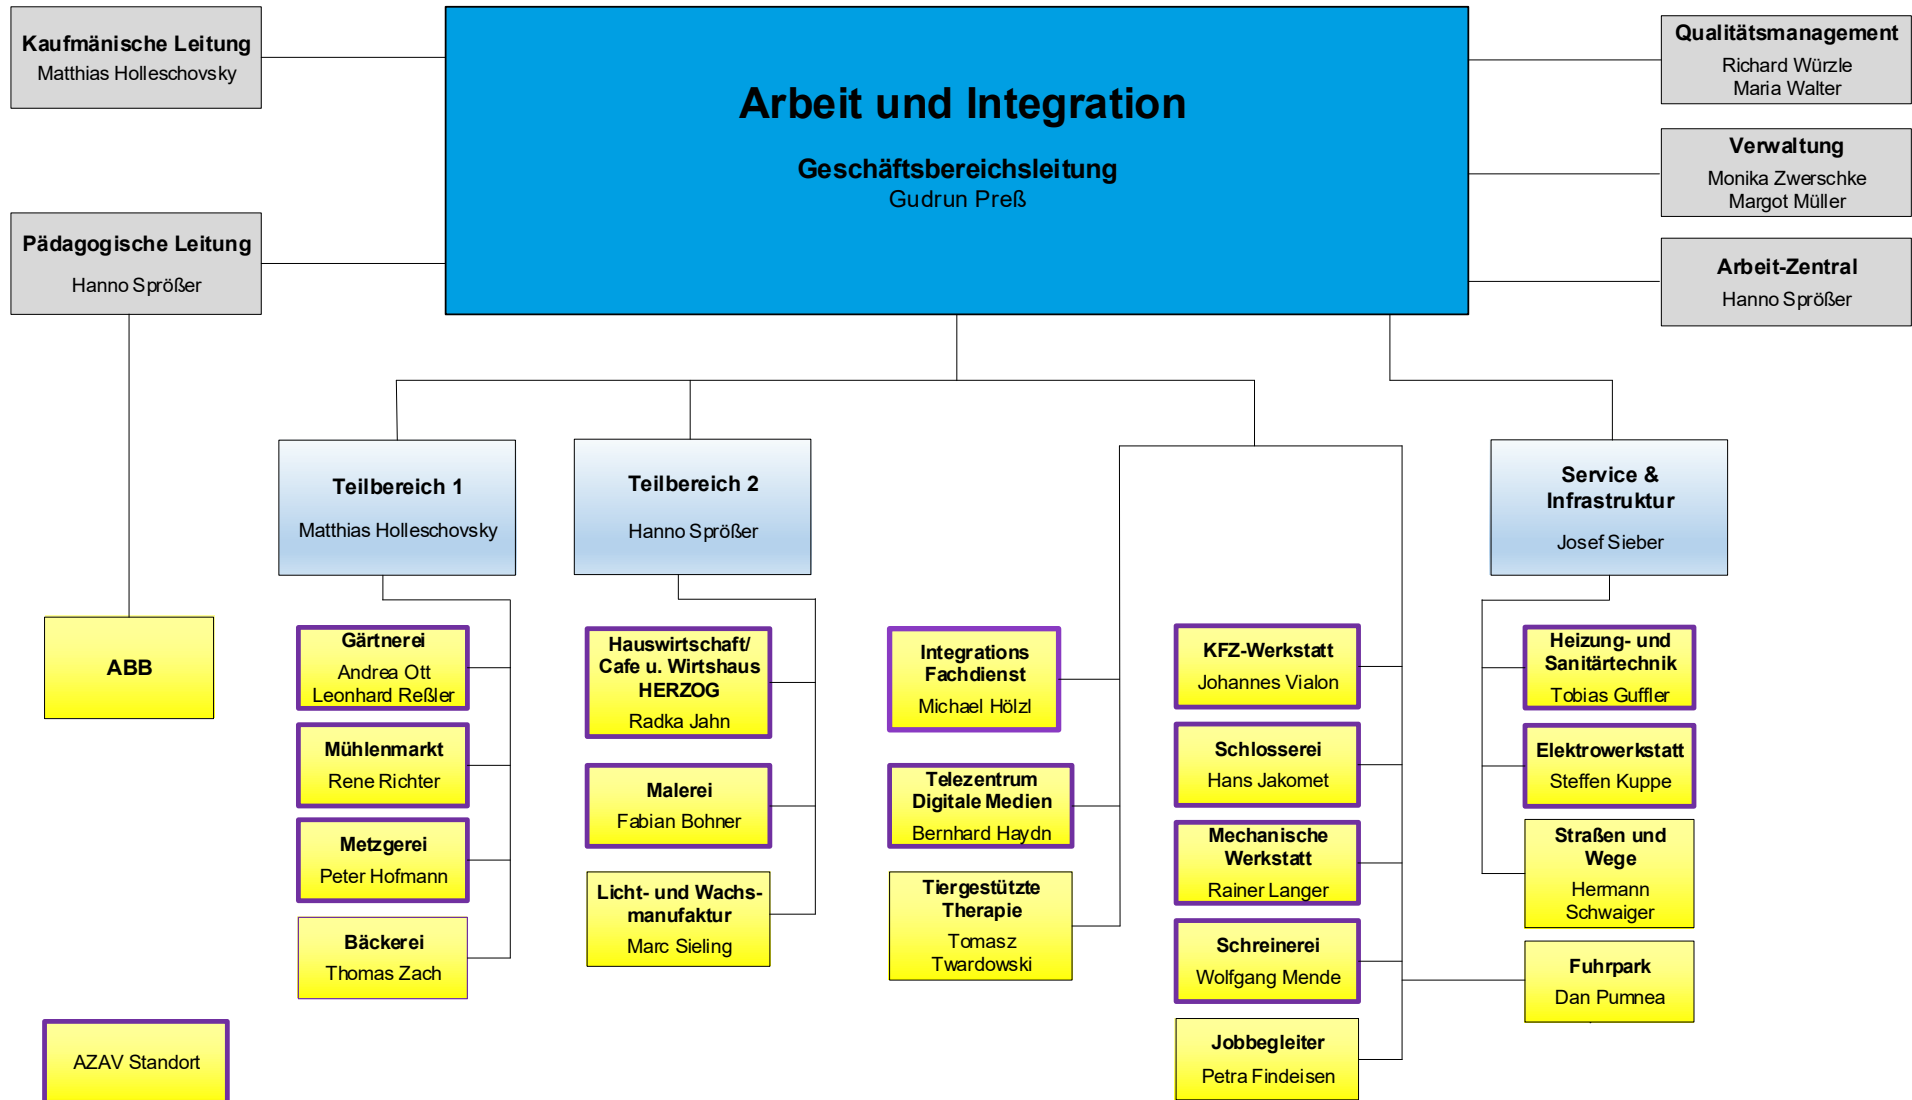 Kaufmänische Leitung
Matthias Holleschovsky
Pädagogische Leitung
Hanno Sprößer
Arbeit und Integration
Geschäftsbereichsleitung
Gudrun Preß
Qualitätsmanagement
Richard Würzle
Maria Walter
Verwaltung
Monika Zwerschke
Margot Müller
Arbeit-Zentral
Hanno Sprößer
ABB
Teilbereich 1
Matthias Holleschovsky
Gärtnerei
Andrea Ott
Leonhard Reßler
Mühlenmarkt
Rene Richter
Metzgerei
Peter Hofmann
Bäckerei
Thomas Zach
Teilbereich 2
Hanno Sprößer
Hauswirtschaft/
Cafe u. Wirtshaus
HERZOG
Radka Jahn
Malerei
Fabian Bohner
Licht- und Wachs-
manufaktur
Marc Sieling
Integrations
Fachdienst
Michael Hölzl
Telezentrum
Digitale Medien
Bernhard Haydn
Tiergestützte
Therapie
Tomasz
Twardowski
KFZ-Werkstatt
Johannes Vialon
Schlosserei
Hans Jakomet
Mechanische
Werkstatt
Rainer Langer
Schreinerei
Wolfgang Mende
Jobbegleiter
Petra Findeisen
Service &
Infrastruktur
Josef Sieber
Heizung- und
Sanitärtechnik
Tobias Guffler
Elektrowerkstatt
Steffen Kuppe
Straßen und
Wege
Hermann
Schwaiger
Fuhrpark
Dan Pumnea
AZAV Standort